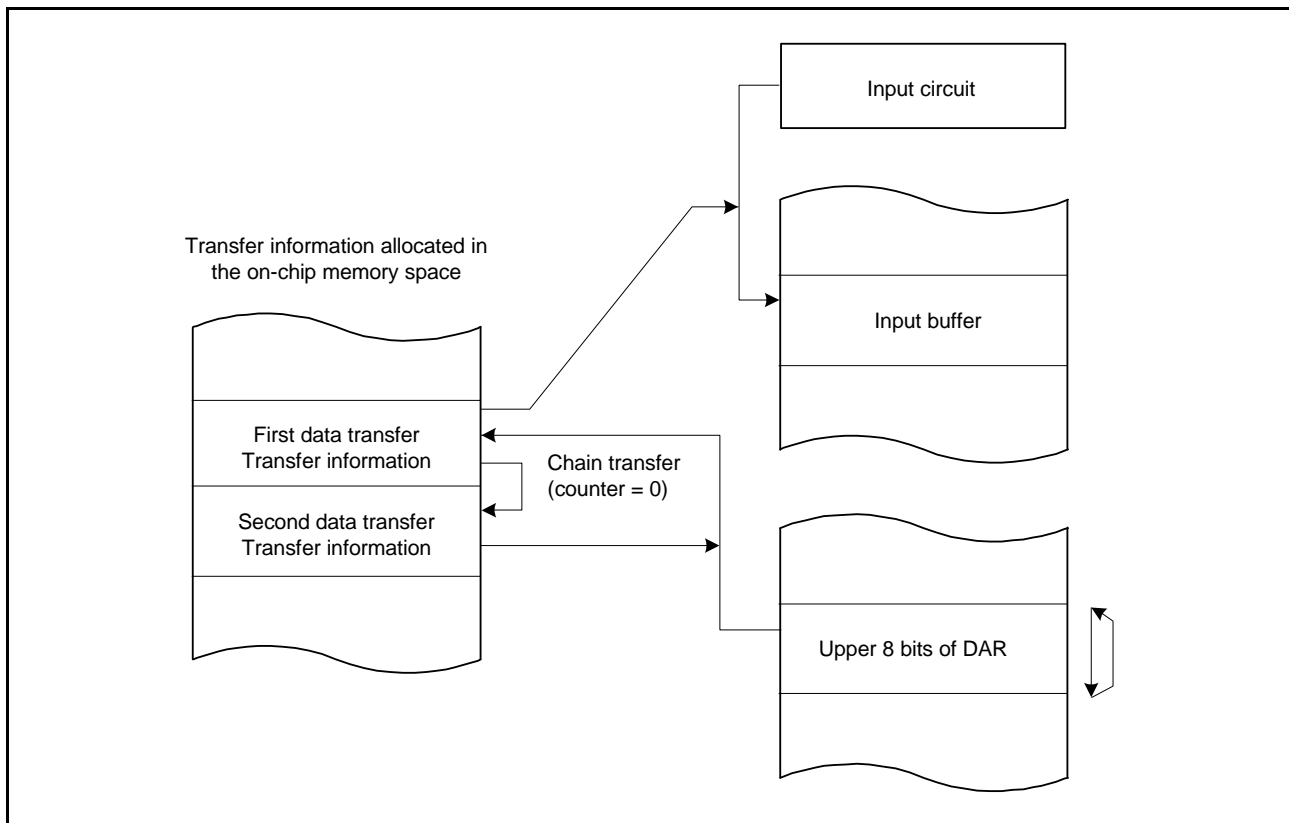 Input circuit
Transfer information allocated in
the on-chip memory space
Input buffer
First data transfer
Transfer information
Chain transfer
(counter = 0)
Second data transfer
Transfer information
Upper 8 bits of DAR